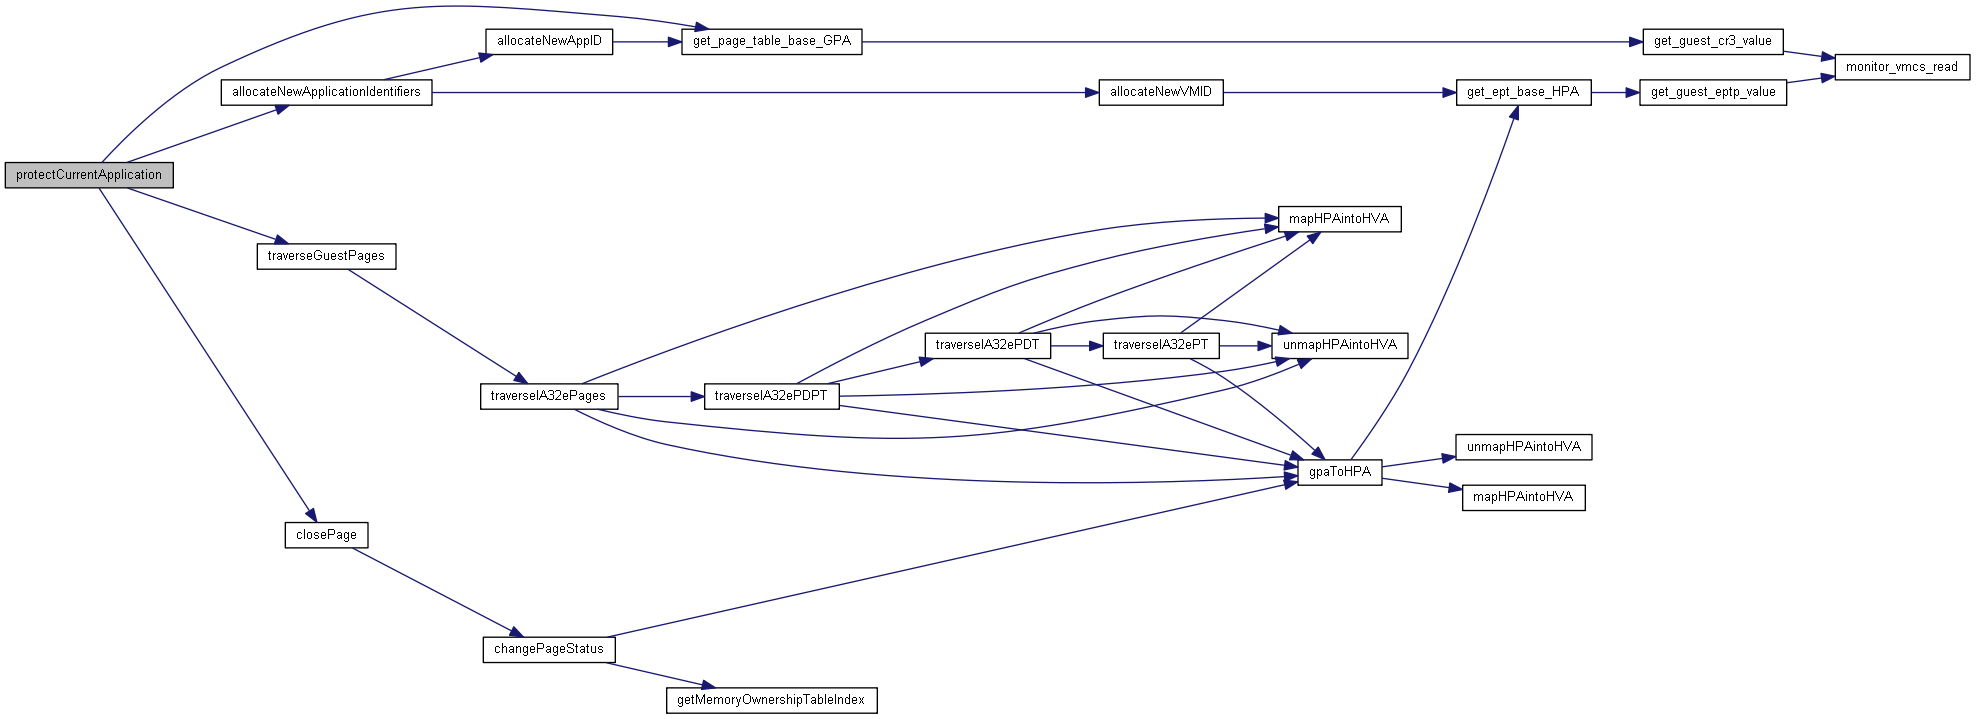 allocateNewAppID
get_page_table_base_GPA
get_guest_cr3_value
monitor_vmcs_read
allocateNewApplicationIdentifiers
allocateNewVMID
get_ept_base_HPA
get_guest_eptp_value
protectCurrentApplication
mapHPAintoHVA
traverseGuestPages
traverseIA32ePDT
traverseIA32ePT
unmapHPAintoHVA
traverseIA32ePages
traverseIA32ePDPT
unmapHPAintoHVA
gpaToHPA
mapHPAintoHVA
closePage
changePageStatus
getMemoryOwnershipTableIndex